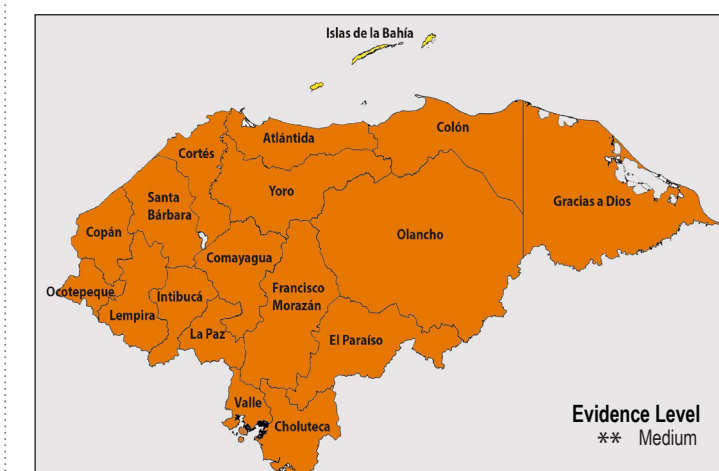 Islas de la Bahía
Atlántida
Colón
Cortés
Yoro
Santa
Bárbara
Gracias a Dios
Copán
Olancho
Comayagua
Ocotepeque
Intibucá
Francisco
Morazán
Lempira
La Paz
El Paraíso
Valle
Choluteca
Evidence Level
** Medium